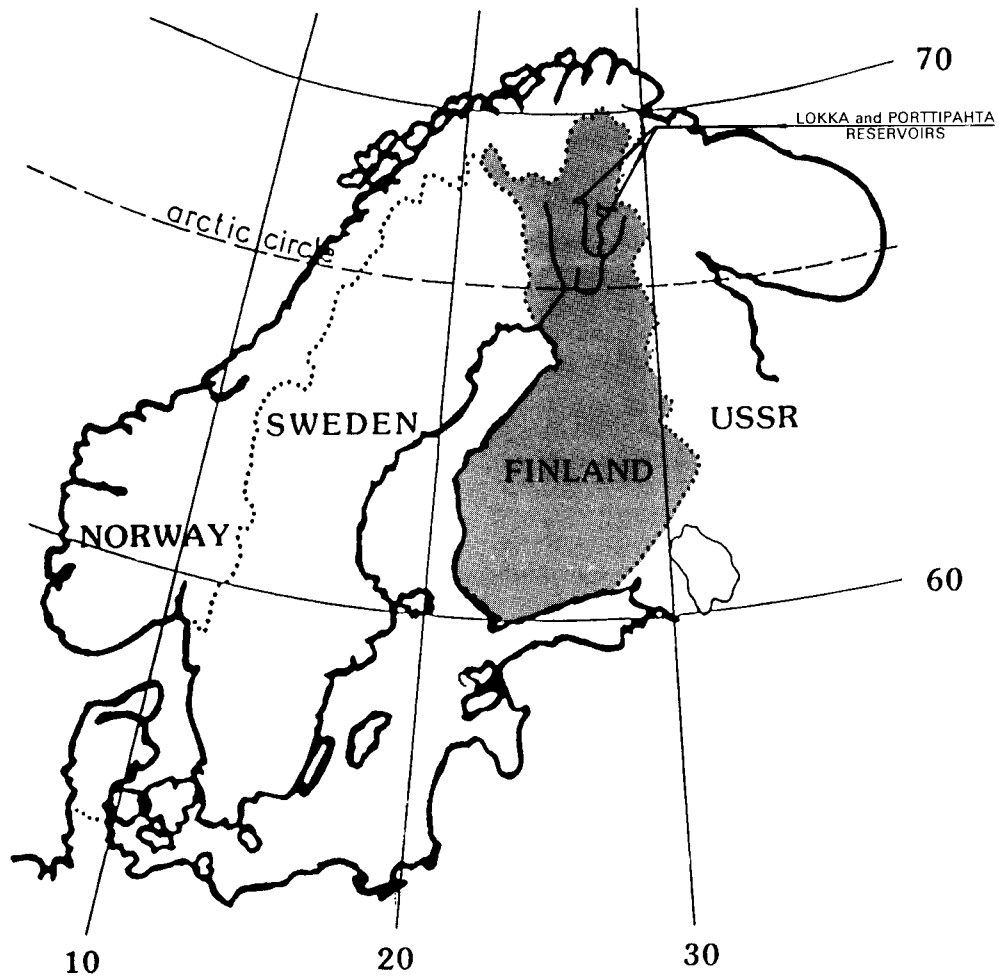 70
LOKKA and PORTTIPAHTA
RESERVOIRS
arctic circle
SWEDEN
USSR
FINLAND
NORWAY
60
10
20
30